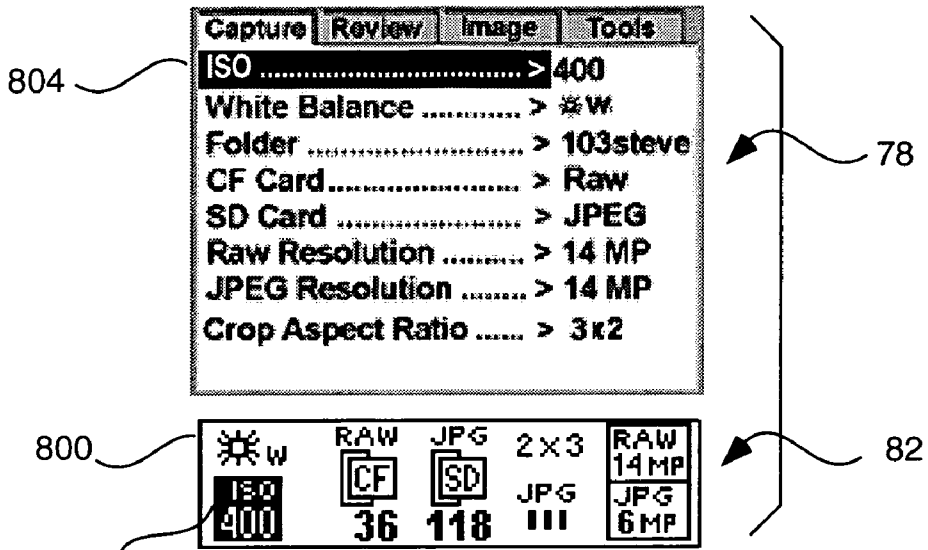 Capture Review Image Tools
804
ISO .............................. > 400
White Balance ............ > W
Folder .......................... > 103steve
CF Card....................... > Raw
SD Card ...................... > JPEG
Raw Resolution .......... > 14 MP
JPEG Resolution ........ > 14 MP
Crop Aspect Ratio ...... > 3x2
78
800
W
ISO
400
RAW
CF
36
JPG
SD
118
2X3
JPG
RAW
14 MP
JPG
6 MP
82